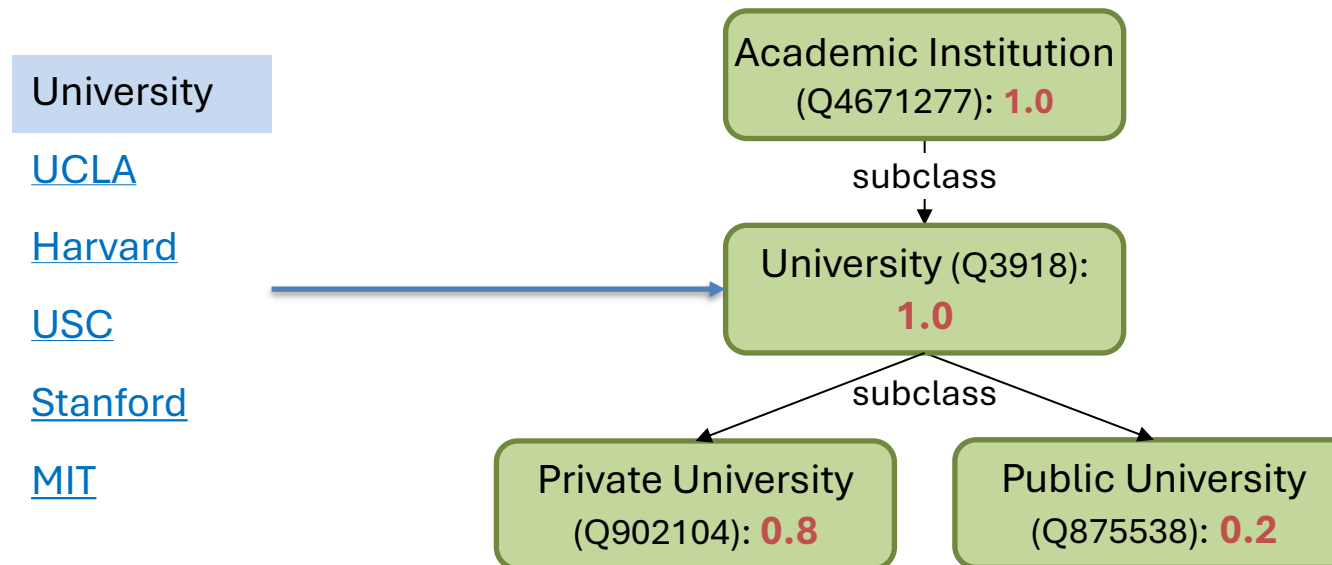 University
UCLA
Harvard
USC
Stanford
MIT
Academic Institution
(Q4671277): 1.0
subclass
University (Q3918):
1.0
subclass
Private University
(Q902104): 0.8
Public University
(Q875538): 0.2